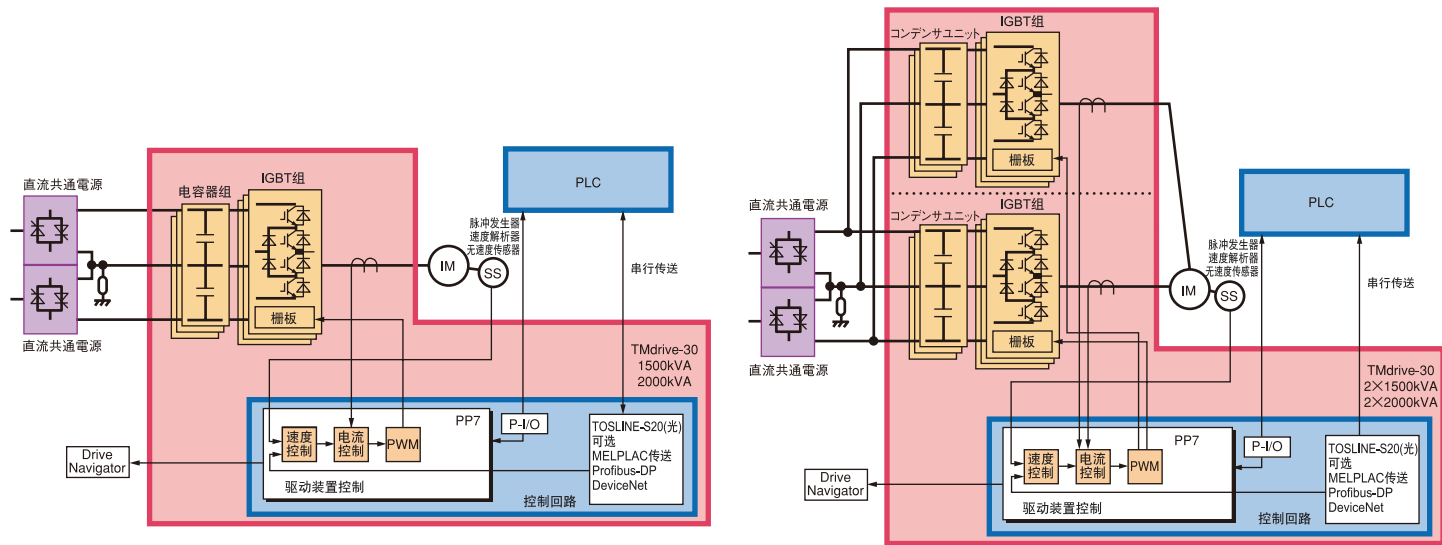 IGBT组
电容器组
直流共通電源
直流共通電源
栅板
IM
SS
脉冲发生器
速度解析器
无速度传感器
PLC
串行传送
TMdrive-30
1500kVA
2000kVA
PP7
P-I/O
速度
控制
电流
控制
PWM
驱动装置控制
TOSLINE-S20(光)
可选
MELPLAC传送
Profibus-DP
DeviceNet
控制回路
Drive
Navigator
IGBT组
コンデンサユニット
栅板
IGBT组
コンデンサユニット
栅板
直流共通電源
直流共通電源
IM
SS
脉冲发生器
速度解析器
无速度传感器
PLC
串行传送
TMdrive-30
2×1500kVA
2×2000kVA
PP7
P-I/O
速度
控制
电流
控制
PWM
驱动装置控制
TOSLINE-S20(光)
可选
MELPLAC传送
Profibus-DP
DeviceNet
控制回路
Drive
Navigator